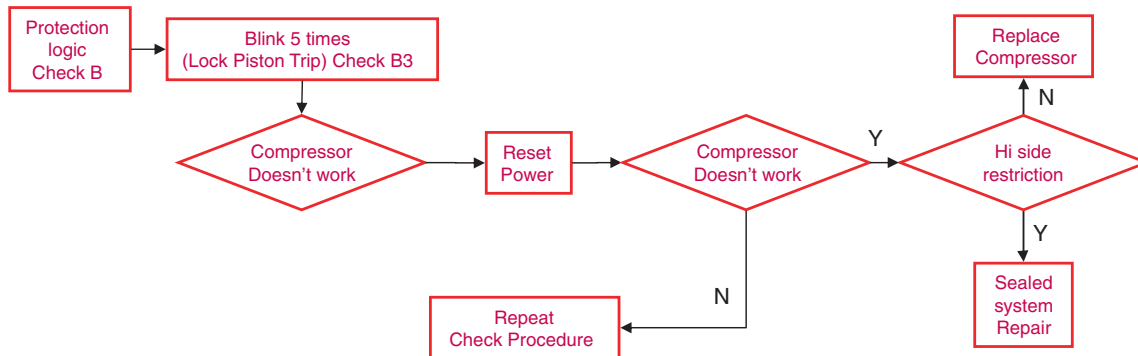 Protection
logic
Check B
Blink 5 times
(Lock Piston Trip) Check B3
Compressor
Doesn't work
Reset
Power
Compressor
Doesn't work
Y
Hi side
restriction
N
Replace
Compressor
Y
Sealed
system
Repair
N
Repeat
Check Procedure